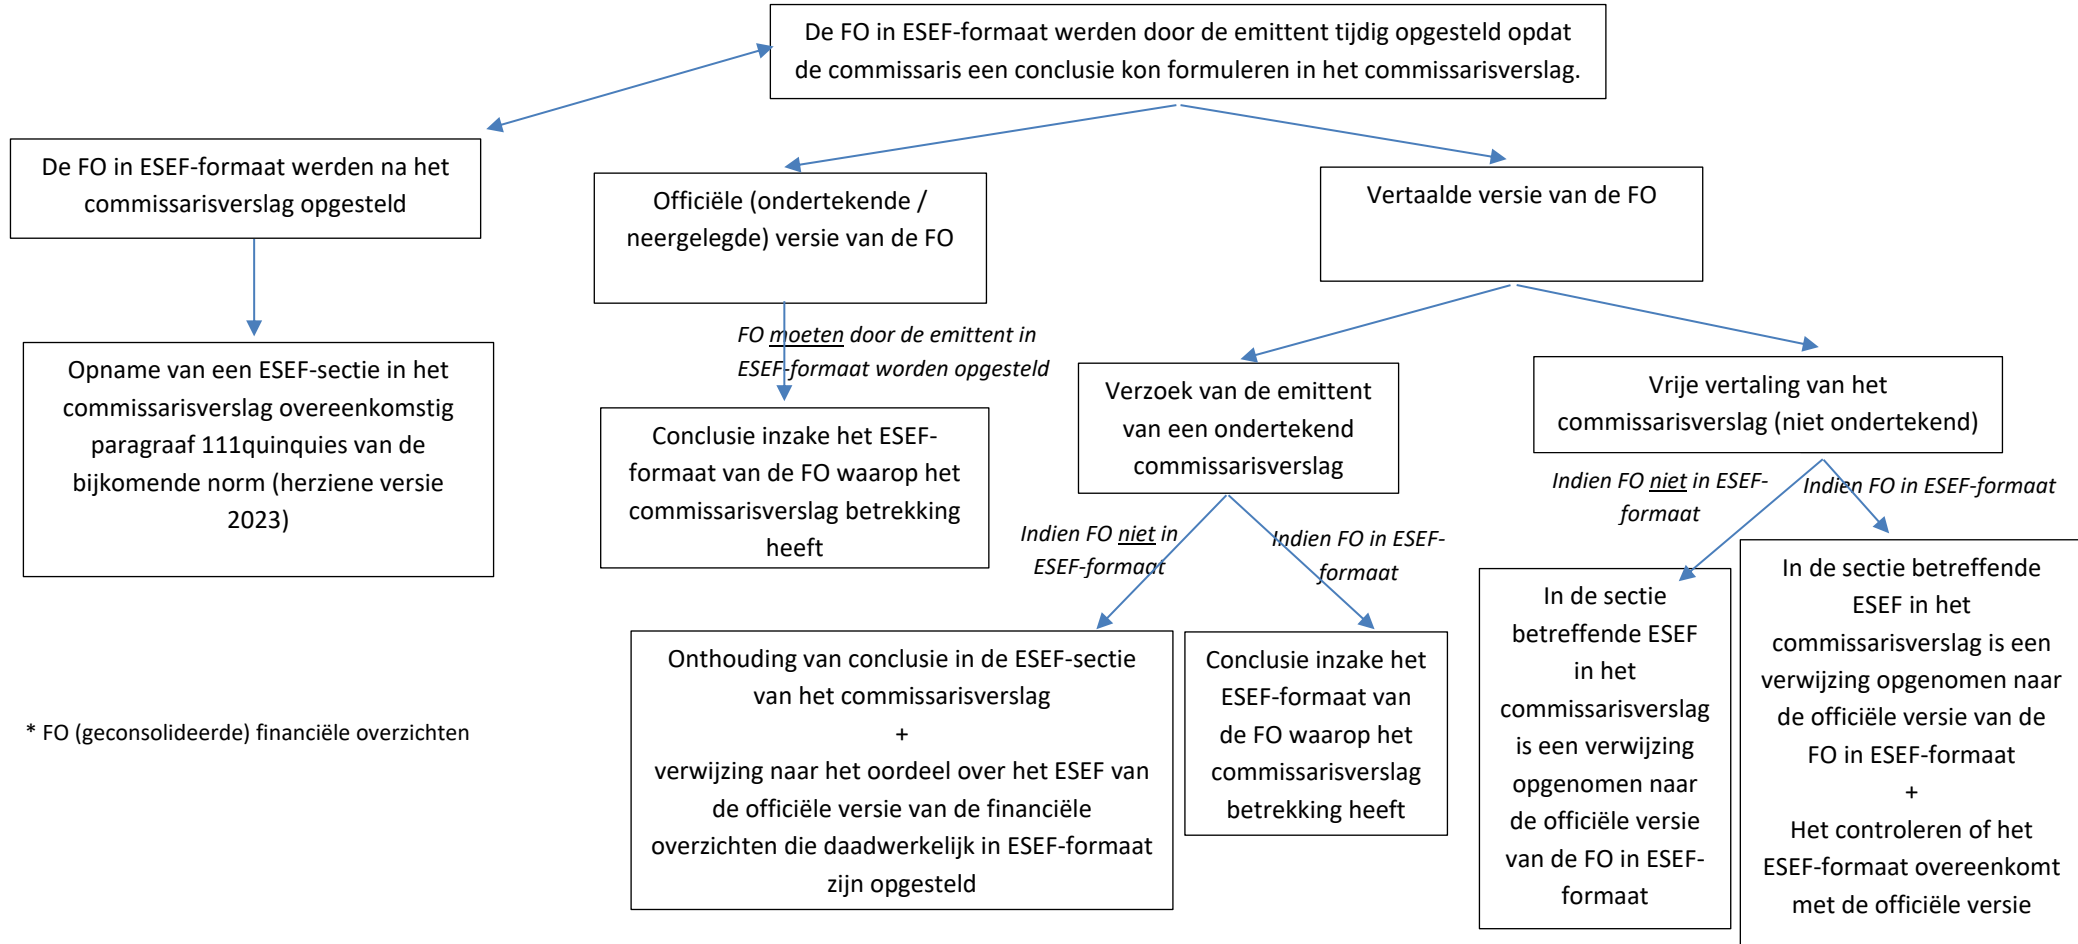 De FO in ESEF-formaat werden door de emittent tijdig opgesteld opdat
de commissaris een conclusie kon formuleren in het commissarisverslag.
De FO in ESEF-formaat werden na het
commissarisverslag opgesteld
Officiële (ondertekende /
neergelegde) versie van de FO
Vertaalde versie van de FO
FO moeten door de emittent in
ESEF-formaat worden opgesteld
Opname van een ESEF-sectie in het
commissarisverslag overeenkomstig
paragraaf 111quinquies van de
bijkomende norm (herziene versie
2023)
Conclusie inzake het ESEF-
formaat van de FO waarop het
commissarisverslag betrekking
heeft
Verzoek van de emittent
van een ondertekend
commissarisverslag
Vrije vertaling van het
commissarisverslag (niet ondertekend)
Indien FO niet in
ESEF-formaat
Indien FO in ESEF-
formaat
Indien FO niet in ESEF-
formaat
Indien FO in ESEF-formaat
Onthouding van conclusie in de ESEF-sectie
van het commissarisverslag
+
verwijzing naar het oordeel over het ESEF van
de officiële versie van de financiële
overzichten die daadwerkelijk in ESEF-formaat
zijn opgesteld
Conclusie inzake het
ESEF-formaat van
de FO waarop het
commissarisverslag
betrekking heeft
In de sectie
betreffende ESEF
in het
commissarisverslag
is een verwijzing
opgenomen naar
de officiële versie
van de FO in ESEF-
formaat
In de sectie betreffende
ESEF in het
commissarisverslag is een
verwijzing opgenomen naar
de officiële versie van de
FO in ESEF-formaat
+
Het controleren of het
ESEF-formaat overeenkomt
met de officiële versie
* FO (geconsolideerde) financiële overzichten